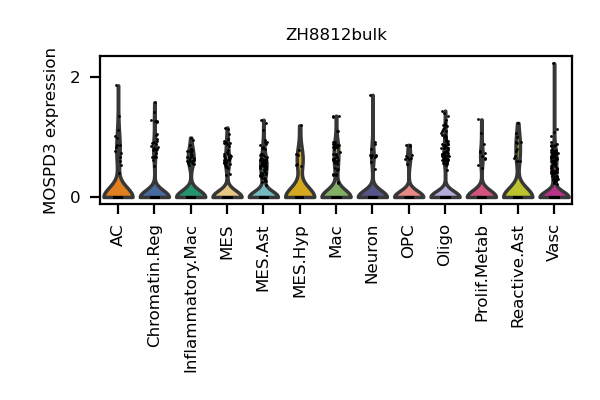 ZH8812bulk
MOSPD3 expression
2
0
AC
Chromatin.Reg
Inflammatory.Mac
MES
MES.Ast
MES.Hyp
Mac
Neuron
OPC
Oligo
Prolif.Metab
Reactive.Ast
Vasc